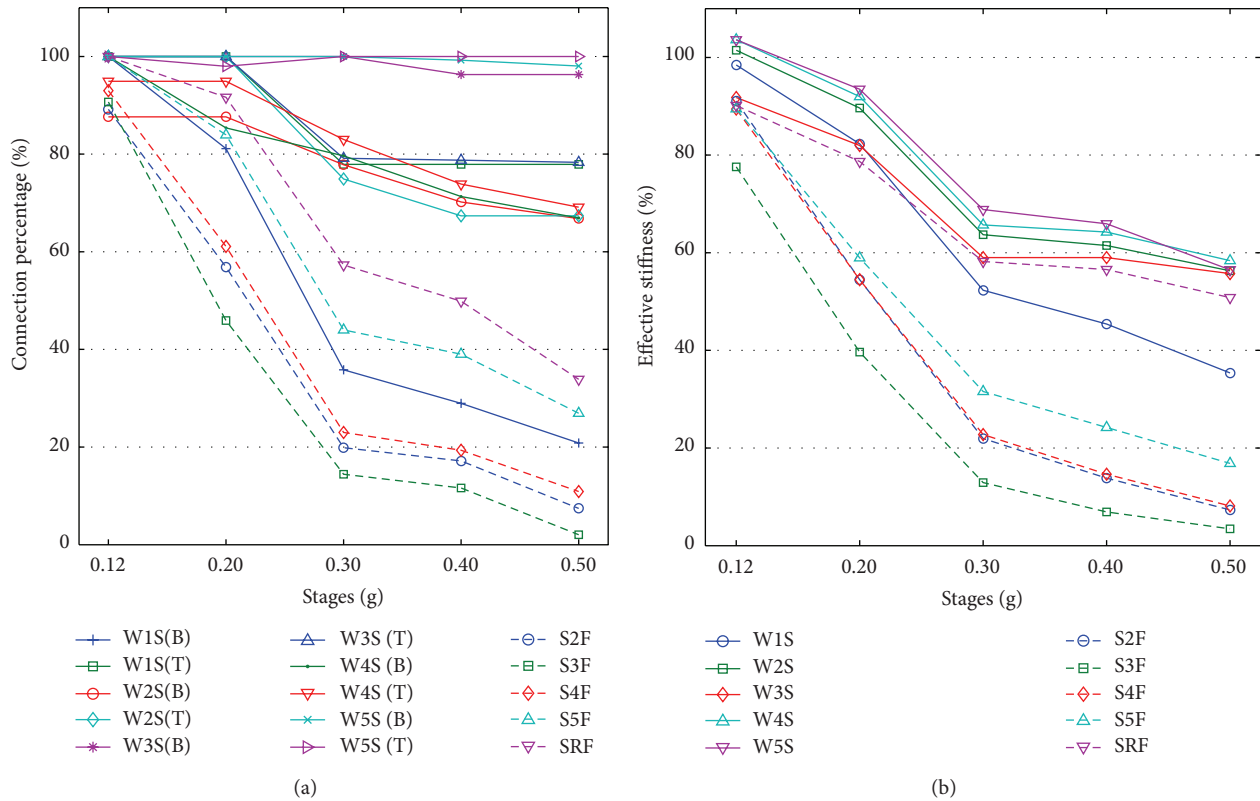 100
80
60
40
20
0
Connection percentage (%)
0.12 0.20 0.30 0.40 0.50
Stages (g)
W1S(B) W3S (T) S2F
W1S(T) W4S (B) S3F
W2S(B) W4S (T) S4F
W2S(T) W5S (B) S5F
W3S(B) W5S (T) SRF
(a)
100
80
60
40
20
0
Effective stiffness (%)
0.12 0.20 0.30 0.40 0.50
Stages (g)
W1S S2F
W2S S3F
W3S S4F
W4S S5F
W5S SRF
(b)